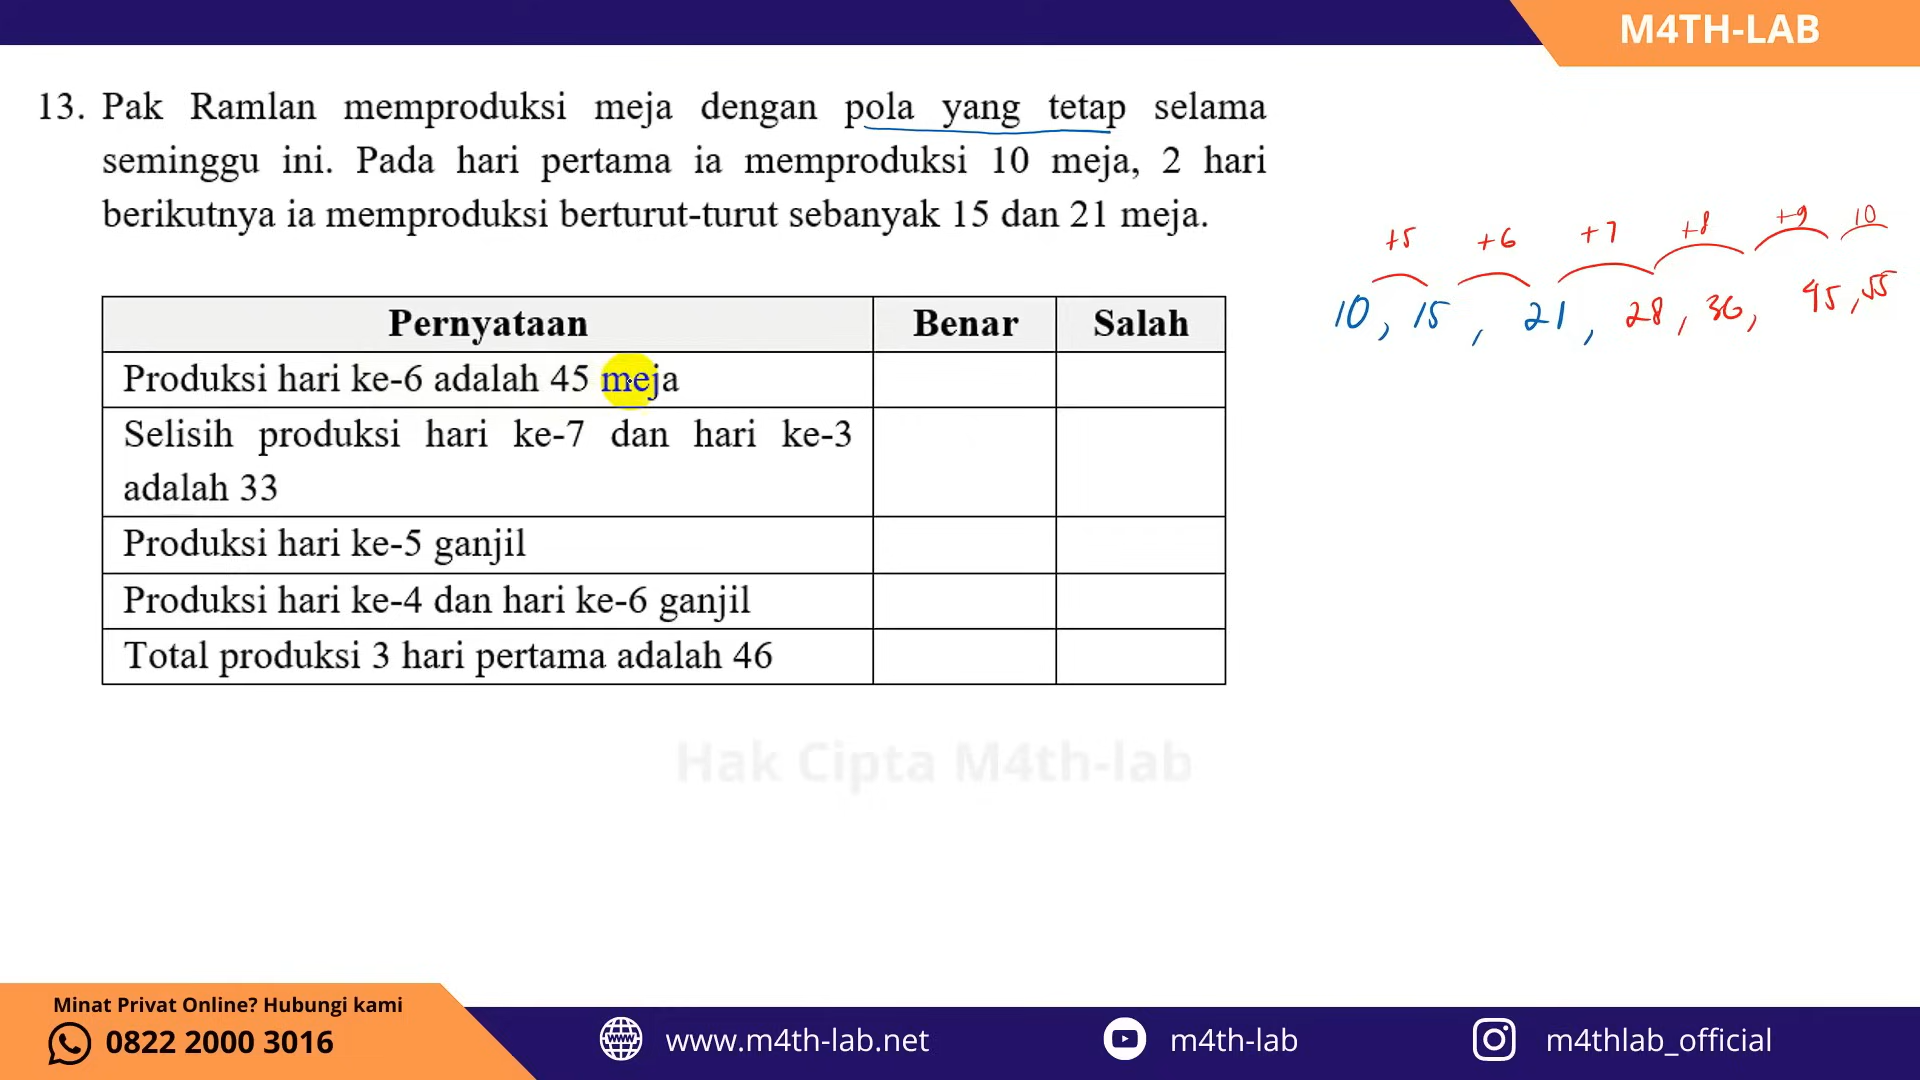 M4TH-LAB
13. Pak Ramlan memproduksi meja dengan pola yang tetap selama
seminggu ini. Pada hari pertama ia memproduksi 10 meja, 2 hari
berikutnya ia memproduksi berturut-turut sebanyak 15 dan 21 meja.
+5 +6 +7 +8 +9 10
10, 15, 21, 28, 36, 45, 55
Pernyataan Benar Salah
Produksi hari ke-6 adalah 45 meja
Selisih produksi hari ke-7 dan hari ke-3
adalah 33
Produksi hari ke-5 ganjil
Produksi hari ke-4 dan hari ke-6 ganjil
Total produksi 3 hari pertama adalah 46
Hak Cipta M4th-lab
Minat Privat Online? Hubungi kami
0822 2000 3016
www.m4th-lab.net
m4th-lab
m4thlab_official